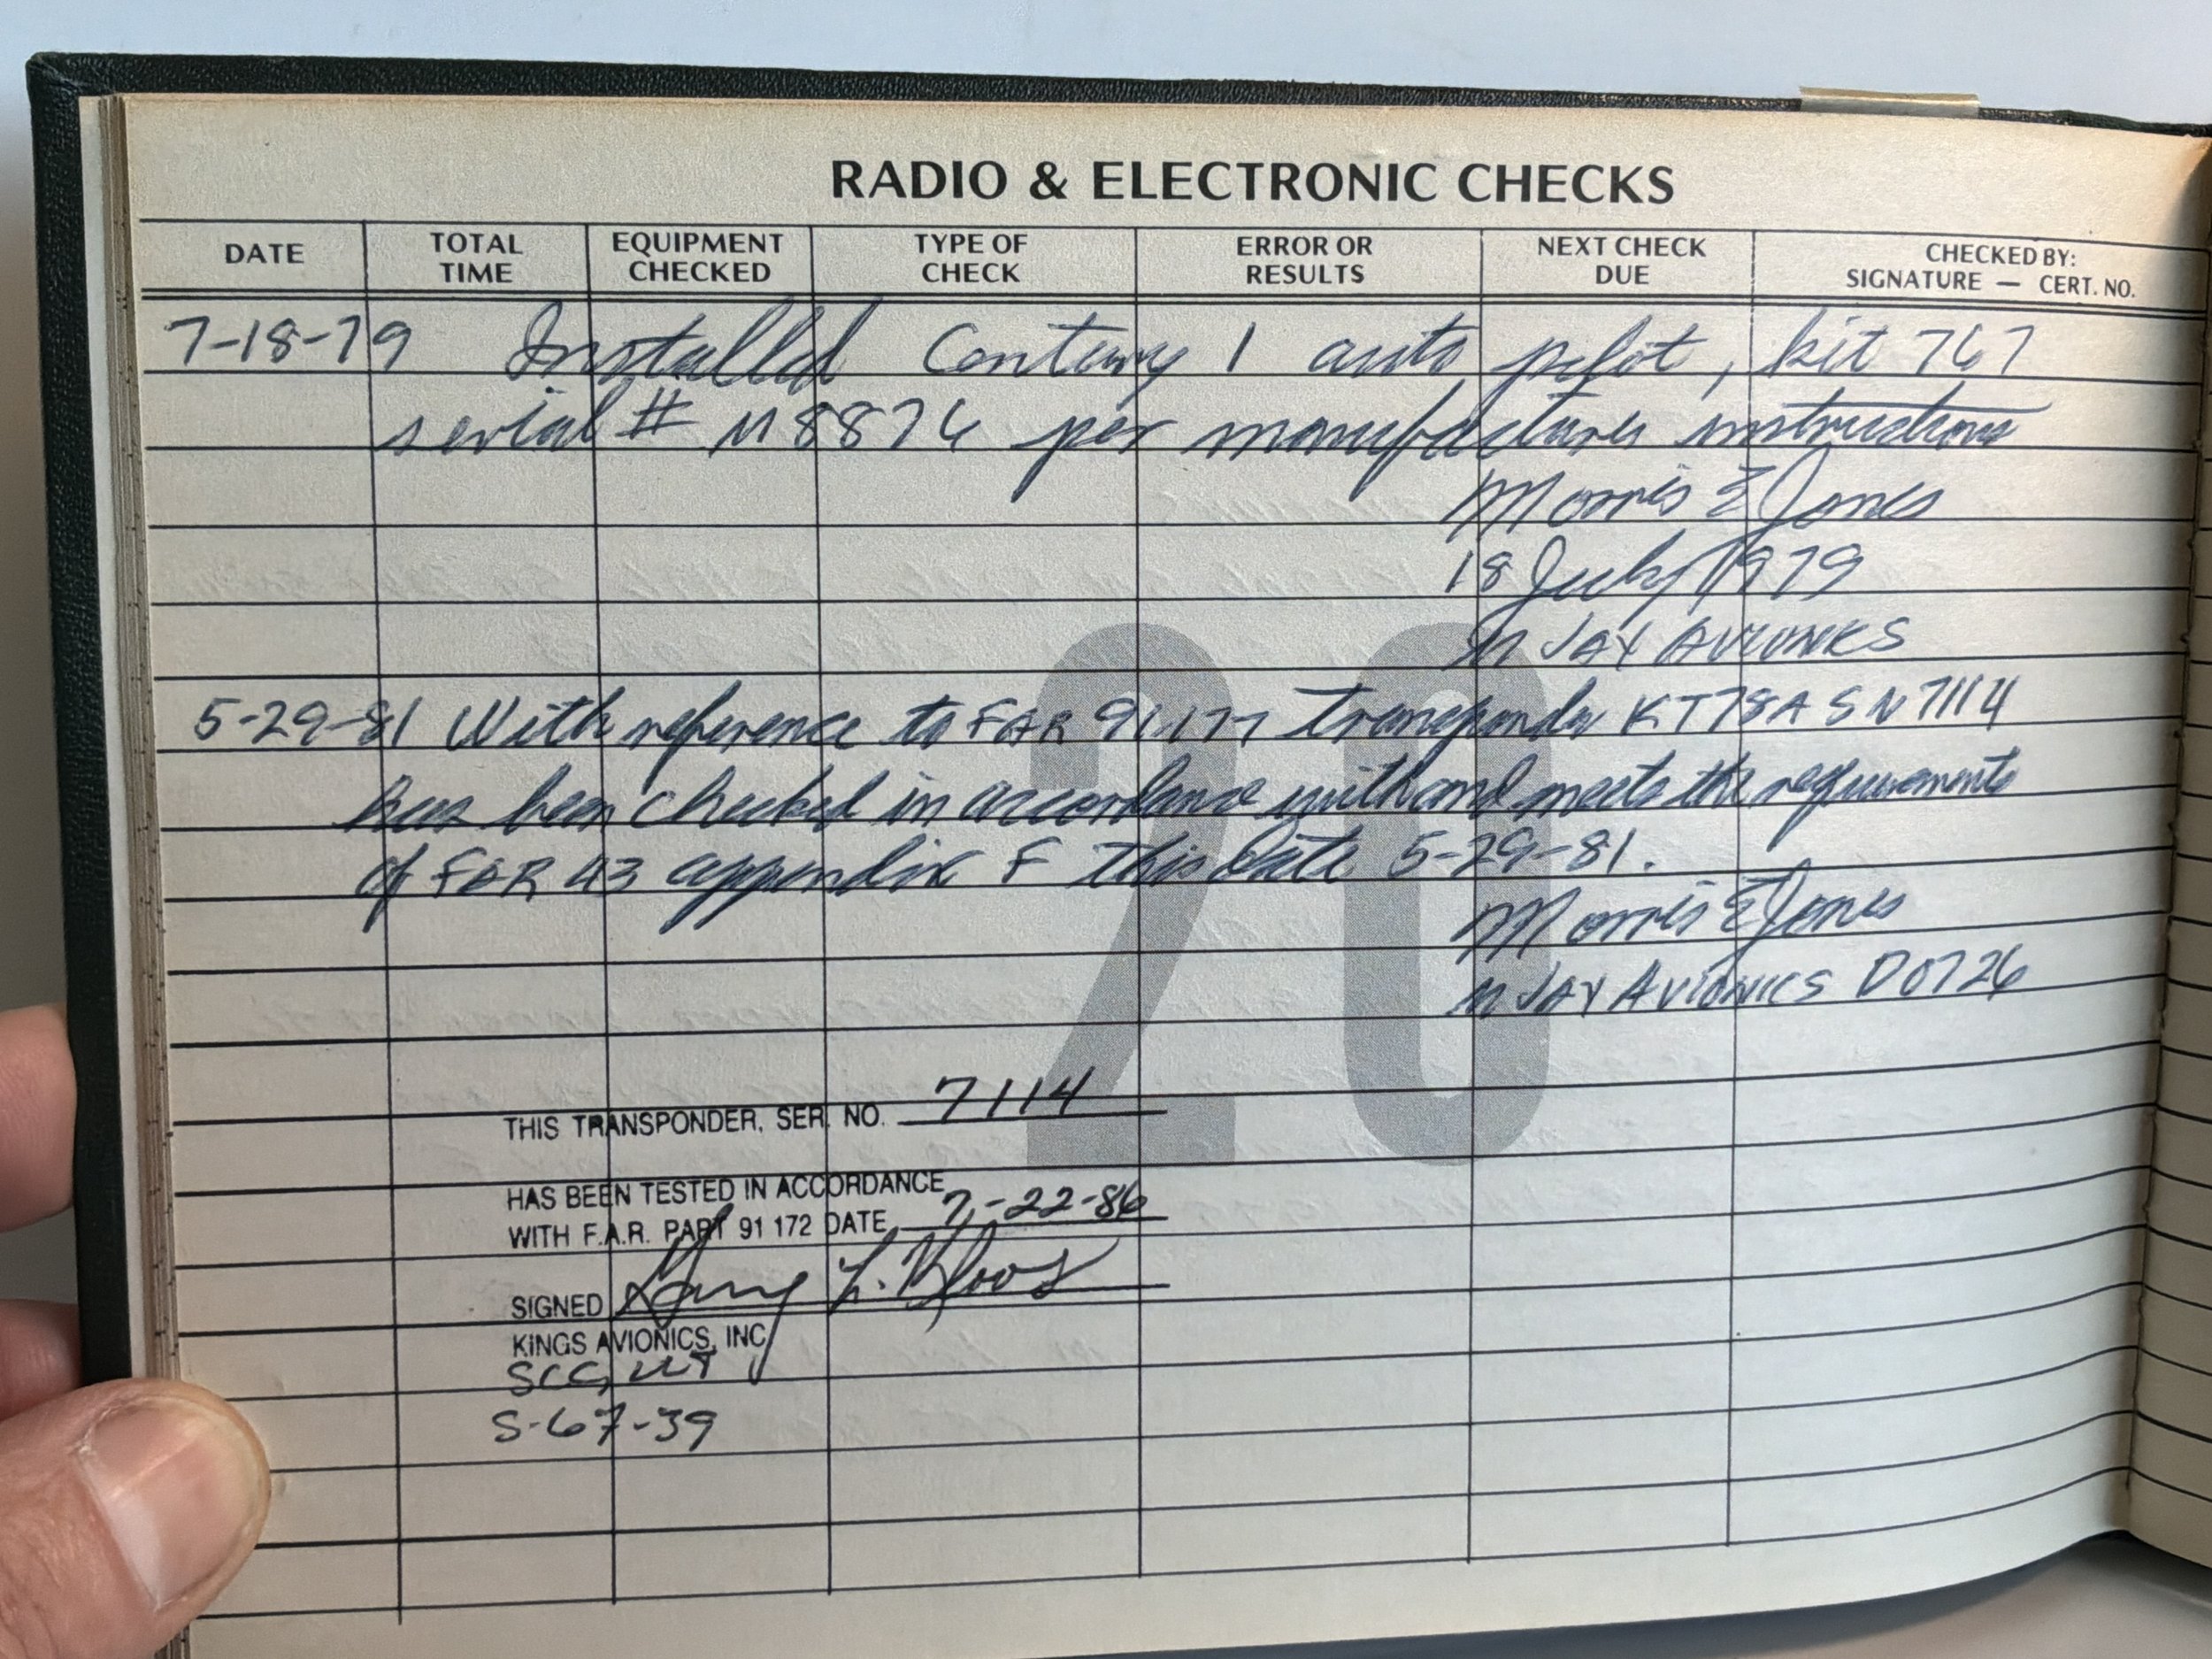 RADIO & ELECTRONIC CHECKS
DATE TOTAL TIME EQUIPMENT CHECKED TYPE OF CHECK ERROR OR RESULTS NEXT CHECK DUE CHECKED BY: SIGNATURE — CERT. NO.
7-18-79 Installed Century 1 auto pilot, kit 767
serial # M8876 per manufactures instructions
Morris E Jones
18 July 1979
M JAY AVIONICS
5-29-81 With reference to FAR 91.177 Transponder KT78A SN 7114
has been checked in accordance with and meets the requirements
of FAR 43 appendix F this date 5-29-81.
Morris E Jones
M JAY AVIONICS D0726
20
THIS TRANSPONDER, SER. NO. 7114
HAS BEEN TESTED IN ACCORDANCE
WITH F.A.R. PART 91 172 DATE 7-22-86
SIGNED L.
KINGS AVIONICS, INC.
S-67-39